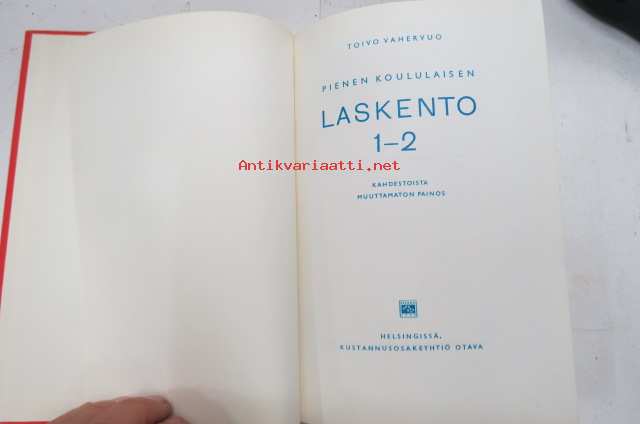 TOIVO VAHERVUO
PIENEN KOULULAISEN
LASKENTO
1–2
Antikvariaatti.net
KAHDESTOISTA
MUUTTAMATON PAINOS
HELSINGISSÄ,
KUSTANNUSOSAKEYHTIÖ OTAVA